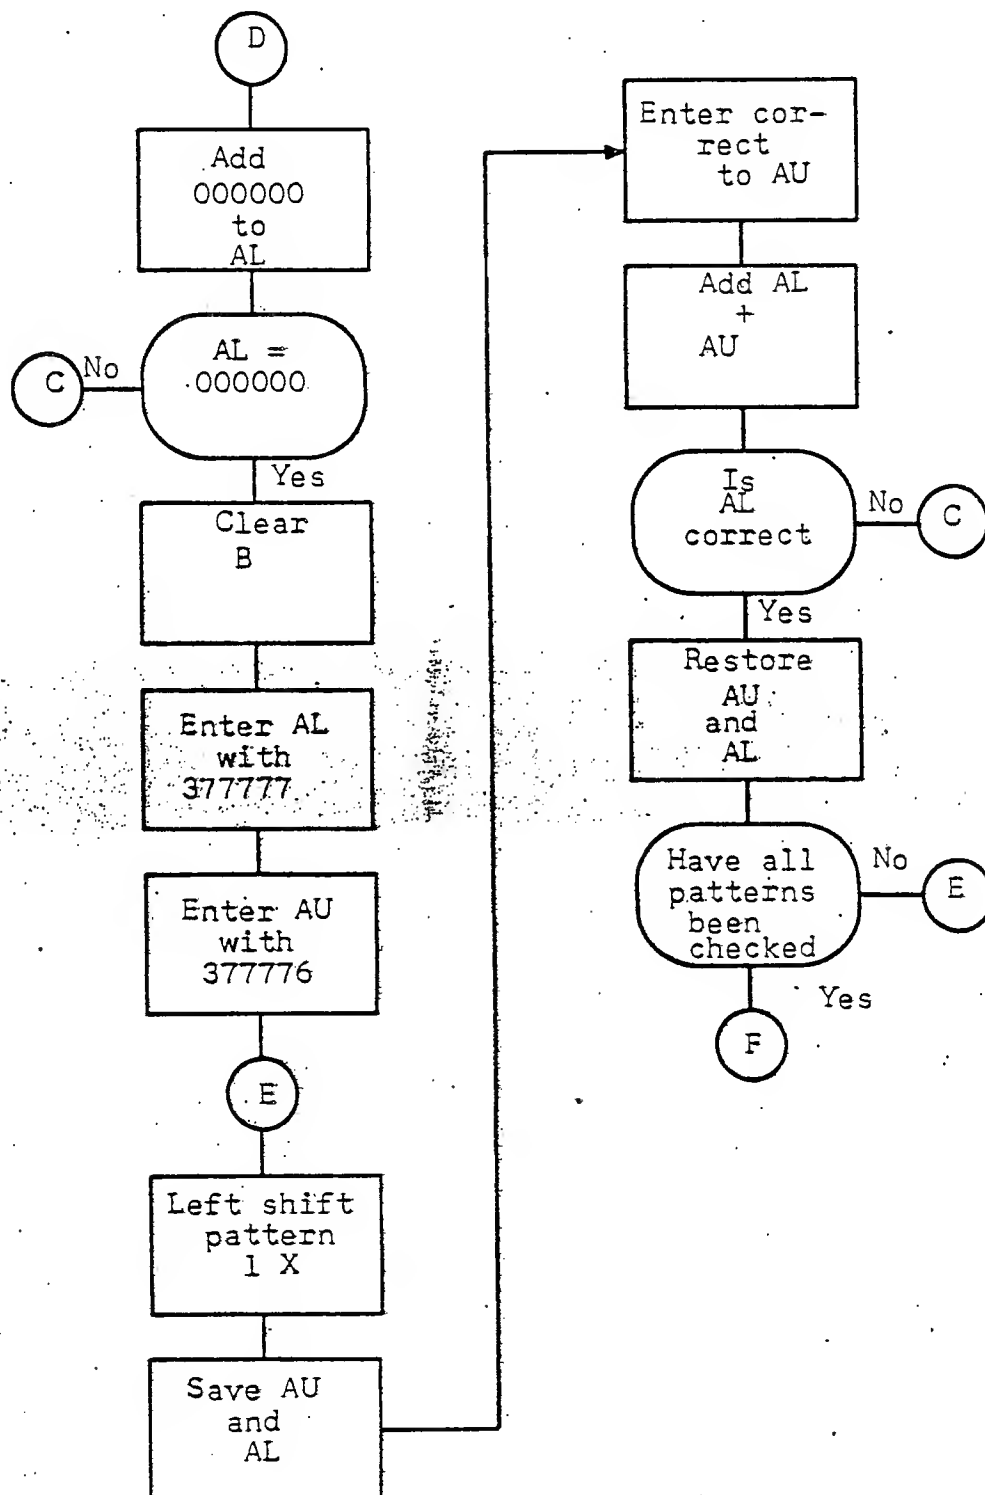 D
Add
000000
to
AL
AL =
000000
No
C
Yes
Clear
B
Enter AL
with
377777
Enter AU
with
377776
E
Left shift
pattern
1 X
Save AU
and
AL
Enter cor-
rect
to AU
Add AL
+
AU
Is
AL
correct
No
C
Yes
Restore
AU
and
AL
Have all
patterns
been
checked
No
E
Yes
F